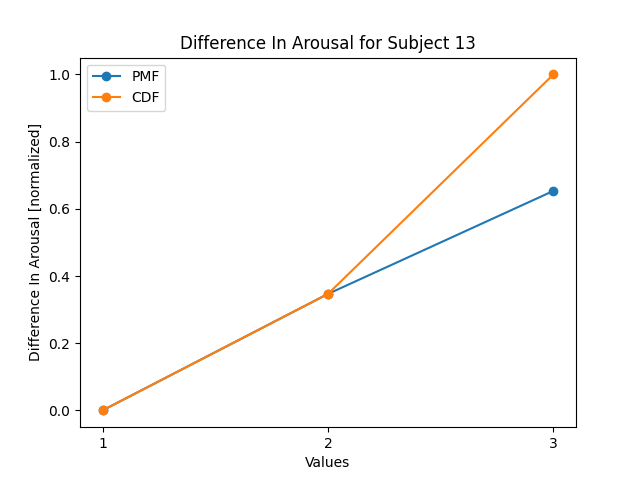 Difference In Arousal for Subject 13
PMF
CDF
Difference In Arousal [normalized]
1.0
0.8
0.6
0.4
0.2
0.0
1
2
3
Values